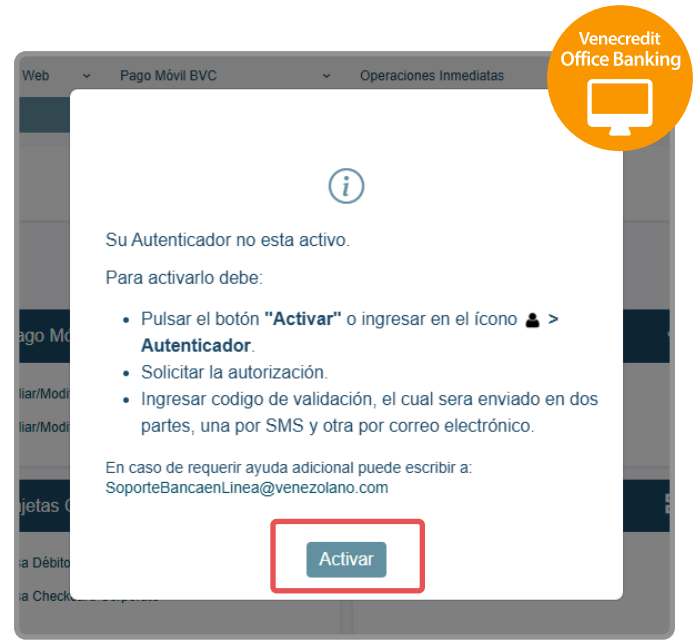 Venecredit
Office Banking
Web
Pago Móvil BVC
Operaciones Inmediatas
Su Autenticador no esta activo.
Para activarlo debe:
• Pulsar el botón "Activar" o ingresar en el ícono >
Autenticador.
• Solicitar la autorización.
• Ingresar codigo de validación, el cual sera enviado en dos
partes, una por SMS y otra por correo electrónico.
En caso de requerir ayuda adicional puede escribir a:
SoporteBancaenLinea@venezolano.com
Activar